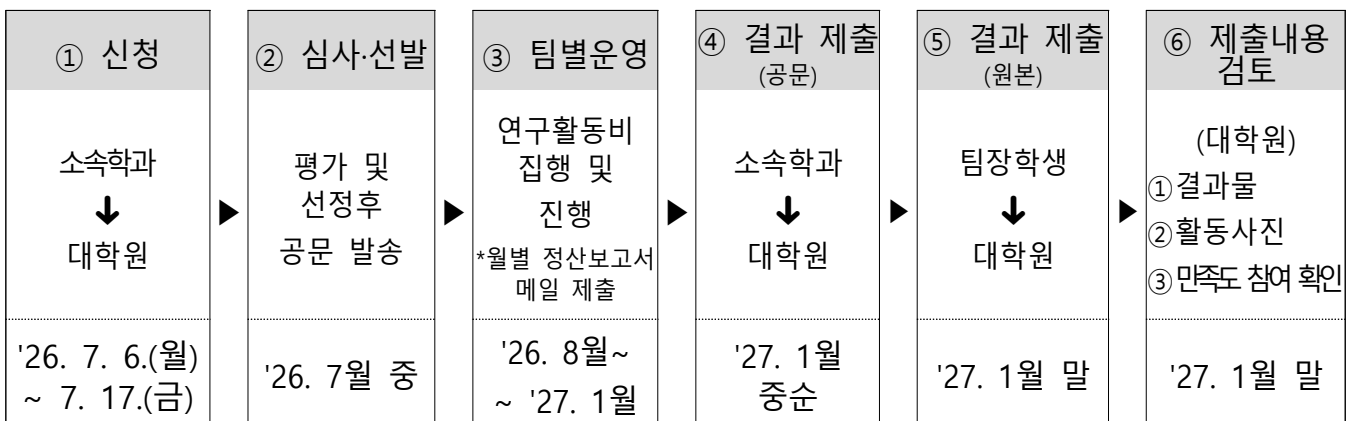 ① 신청
소속학과
↓
대학원
'26. 7. 6.(월)
~ 7. 17.(금)
▶
② 심사·선발
평가 및
선정후
공문 발송
'26. 7월 중
▶
③ 팀별운영
연구활동비
집행 및
진행
*월별 정산보고서
메일 제출
'26. 8월~
~ '27. 1월
▶
④ 결과 제출
(공문)
소속학과
↓
대학원
'27. 1월
중순
▶
⑤ 결과 제출
(원본)
팀장학생
↓
대학원
'27. 1월 말
▶
⑥ 제출내용
검토
(대학원)
①결과물
②활동사진
③만족도 참여 확인
'27. 1월 말